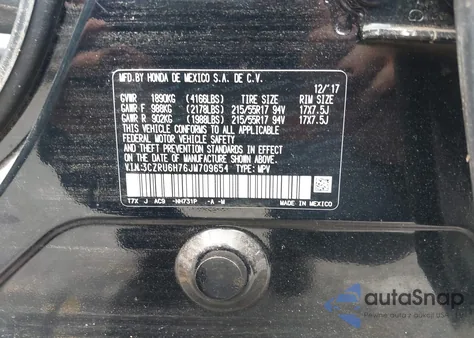 MFD.BY HONDA DE MEXICO S.A. DE C.V.
12/'17
GVWR 1890KG (4166LBS) TIRE SIZE RIM SIZE
GAWR F 988KG (2178LBS) 215/55R17 94V 17X7.5J
GAWR R 902KG (1988LBS) 215/55R17 94V 17X7.5J
THIS VEHICLE CONFORMS TO ALL APPLICABLE
FEDERAL MOTOR VEHICLE SAFETY AND THEFT
PREVENTION STANDARDS IN EFFECT ON THE
DATE OF MANUFACTURE SHOWN ABOVE.
V.I.N:3CZRU6H76JM709654 TYPE: MPV
T7X J AC9 -NH731P -A -M MADE IN MEXICO
autoSnap